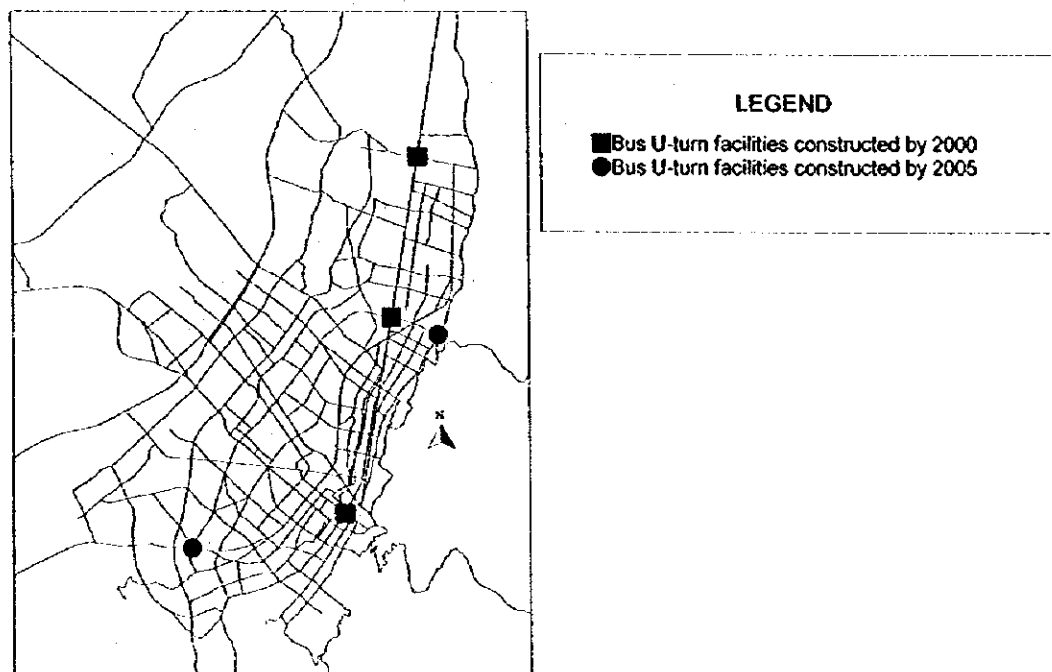 LEGEND
Bus U-turn facilities constructed by 2000
Bus U-turn facilities constructed by 2005
N